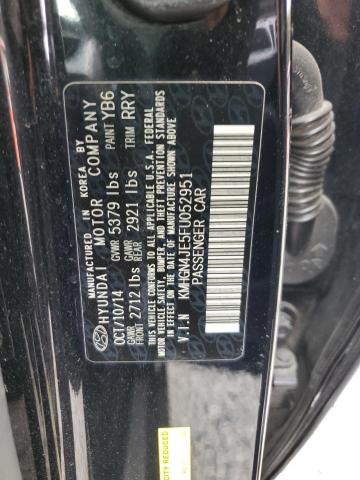 MANUFACTURED IN KOREA BY
HYUNDAI MOTOR COMPANY
OCT/10/14 GVWR 5379 lbs PAINT YB6
GAWR FRONT 2712 lbs GAWR REAR 2921 lbs TRIM RRY
THIS VEHICLE CONFORMS TO ALL APPLICABLE U.S.A. FEDERAL
MOTOR VEHICLE SAFETY, BUMPER, AND THEFT PREVENTION
STANDARDS IN EFFECT ON THE DATE OF MANUFACTURE SHOWN ABOVE.
V.I.N KMHGN4JE5FU052951
PASSENGER CAR
CITY REDUCED